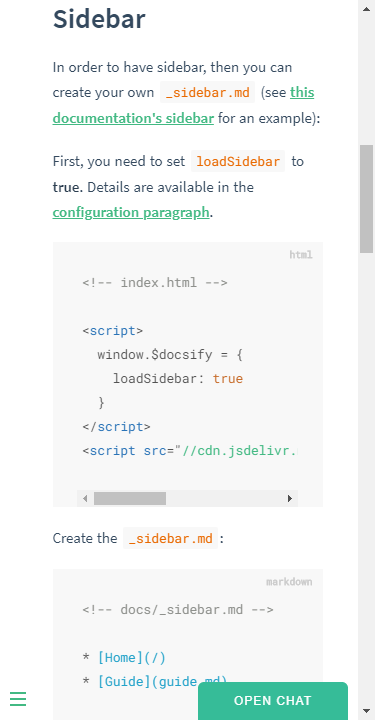 Sidebar
In order to have sidebar, then you can
create your own _sidebar.md (see this
documentation's sidebar for an example):
First, you need to set loadSidebar to
true. Details are available in the
configuration paragraph.
html
<!-- index.html -->
<script>
window.$docsify = {
loadSidebar: true
}
</script>
<script src="//cdn.jsdelivr.
Create the _sidebar.md :
markdown
<!-- docs/_sidebar.md -->
* [Home](/)
* [Guide](guide.md)
OPEN CHAT